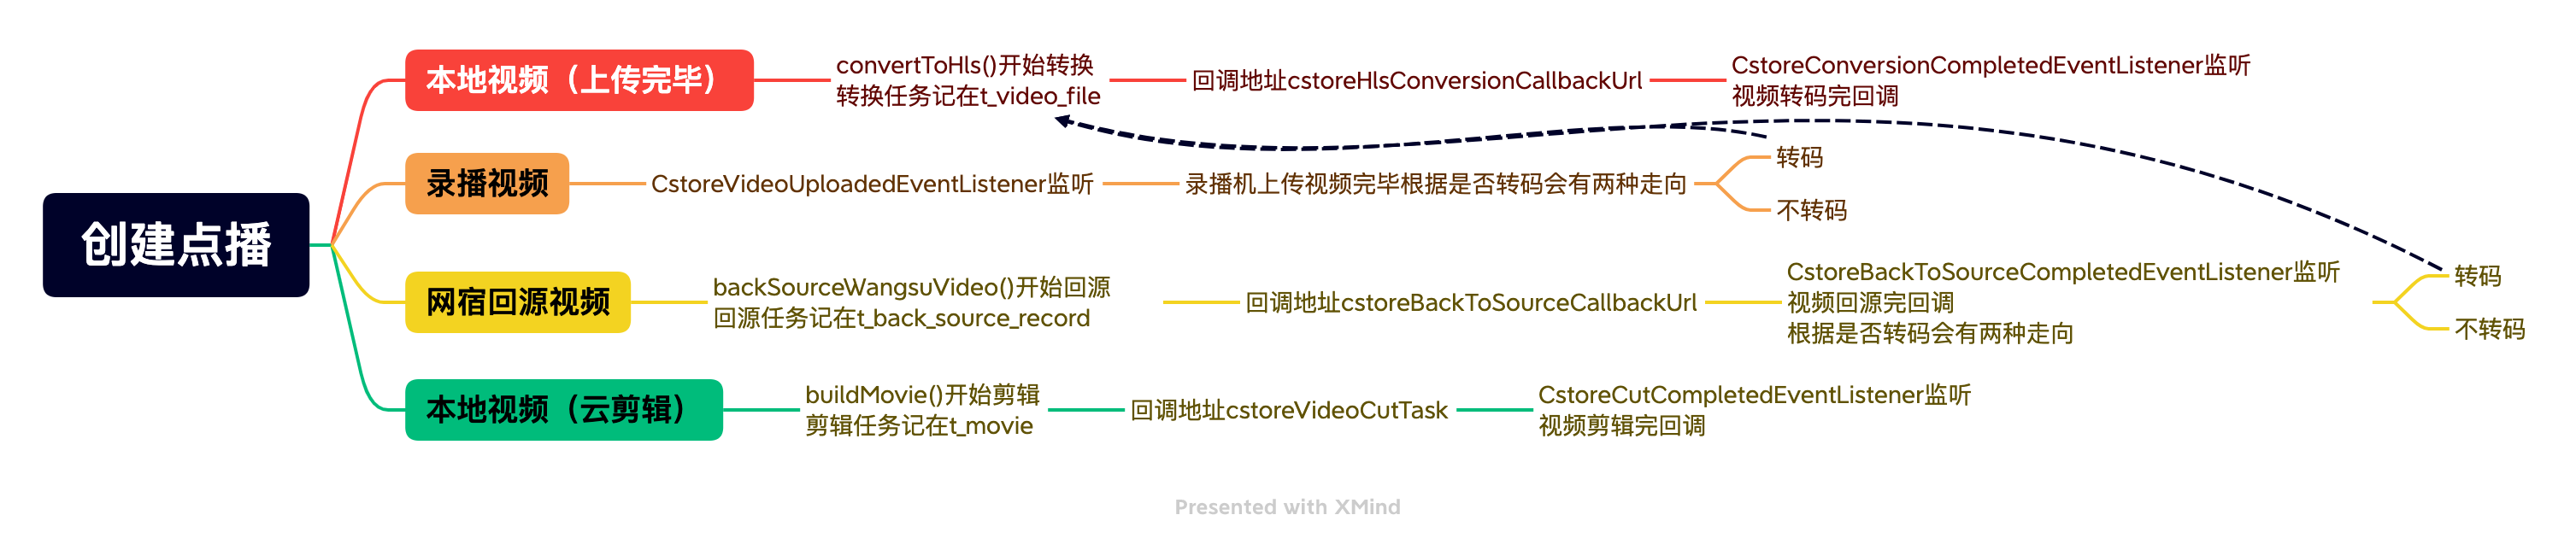 创建点播
本地视频（上传完毕）
convertToHls()开始转换
转换任务记在t_video_file
回调地址cstoreHlsConversionCallbackUrl
CstoreConversionCompletedEventListener监听
视频转码完回调
录播视频
CstoreVideoUploadedEventListener监听
录播机上传视频完毕根据是否转码会有两种走向
转码
不转码
网宿回源视频
backSourceWangsuVideo()开始回源
回源任务记在t_back_source_record
回调地址cstoreBackToSourceCallbackUrl
CstoreBackToSourceCompletedEventListener监听
视频回源完回调
根据是否转码会有两种走向
转码
不转码
本地视频（云剪辑）
buildMovie()开始剪辑
剪辑任务记在t_movie
回调地址cstoreVideoCutTask
CstoreCutCompletedEventListener监听
视频剪辑完回调
Presented with XMind